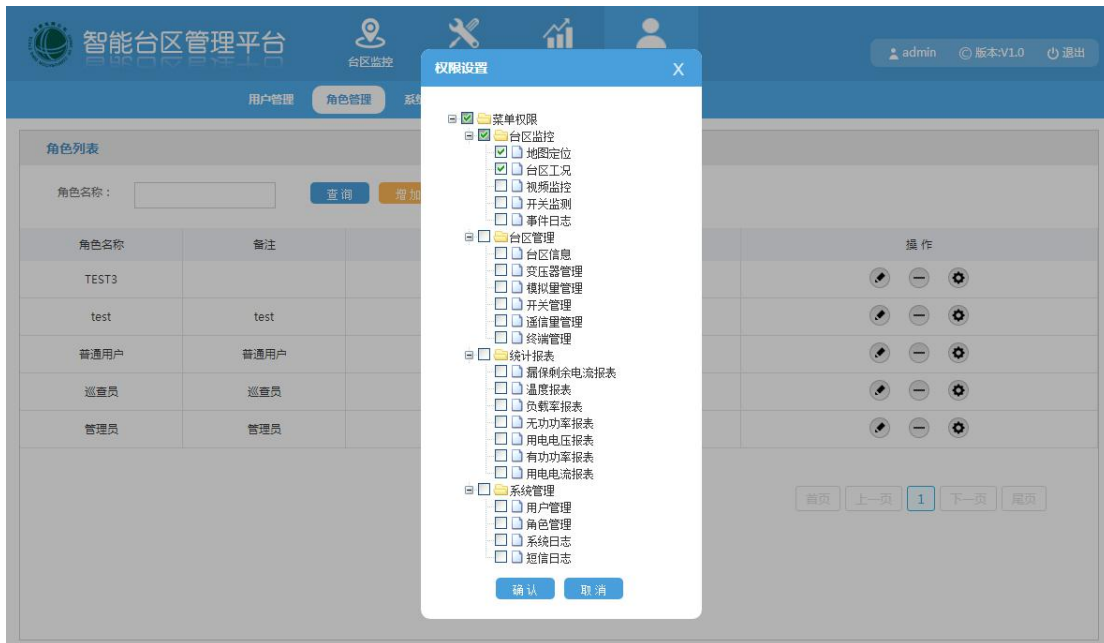 智能台区管理平台
台区监控
admin
©版本:V1.0
退出
用户管理
角色管理
系统
角色列表
角色名称：
查询
增加
角色名称
备注
操作
TEST3
test
test
普通用户
普通用户
巡查员
巡查员
管理员
管理员
首页
上一页
1
下一页
尾页
权限设置
X
菜单权限
台区监控
地图定位
台区工况
视频监控
开关监测
事件日志
台区管理
台区信息
变压器管理
模拟量管理
开关管理
遥信量管理
终端管理
统计报表
漏保剩余电流报表
温度报表
负载率报表
无功功率报表
用电电压报表
有功功率报表
用电电流报表
系统管理
用户管理
角色管理
系统日志
短信日志
确认
取消